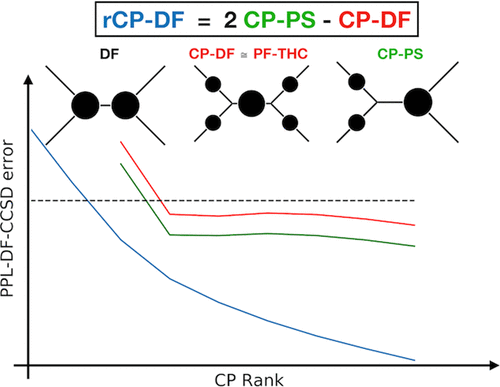 rCP-DF = 2 CP-PS - CP-DF
DF
CP-DF ≅ PF-THC
CP-PS
PPL-DF-CCSD error
CP Rank